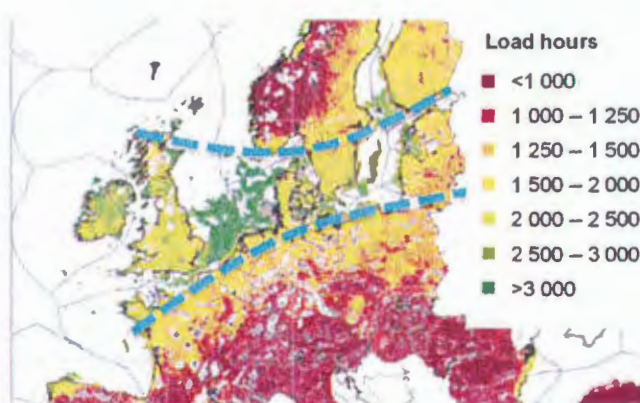 Load hours
<1 000
1 000 – 1 250
1 250 – 1 500
1 500 – 2 000
2 000 – 2 500
2 500 – 3 000
>3 000